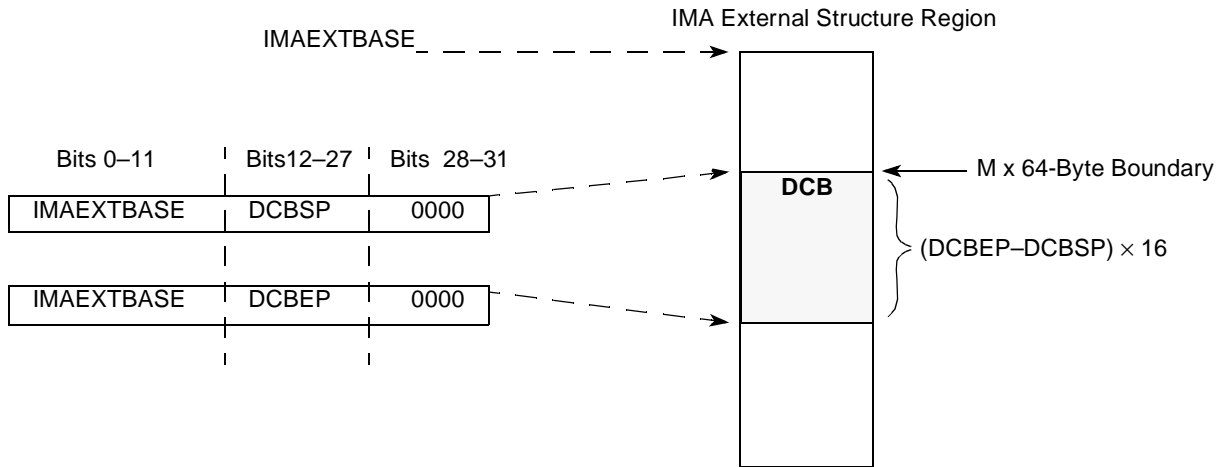 IMA External Structure Region
IMAEXTBASE
Bits 0–11 Bits12–27 Bits 28–31
M x 64-Byte Boundary
DCB
IMAEXTBASE DCBSP 0000
(DCBEP–DCBSP) × 16
IMAEXTBASE DCBEP 0000